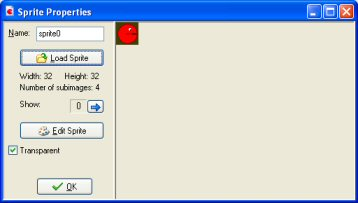 Sprite Properties
Name: sprite0
Load Sprite
Width: 32 Height: 32
Number of subimages: 4
Show: 0
Edit Sprite
Transparent
OK